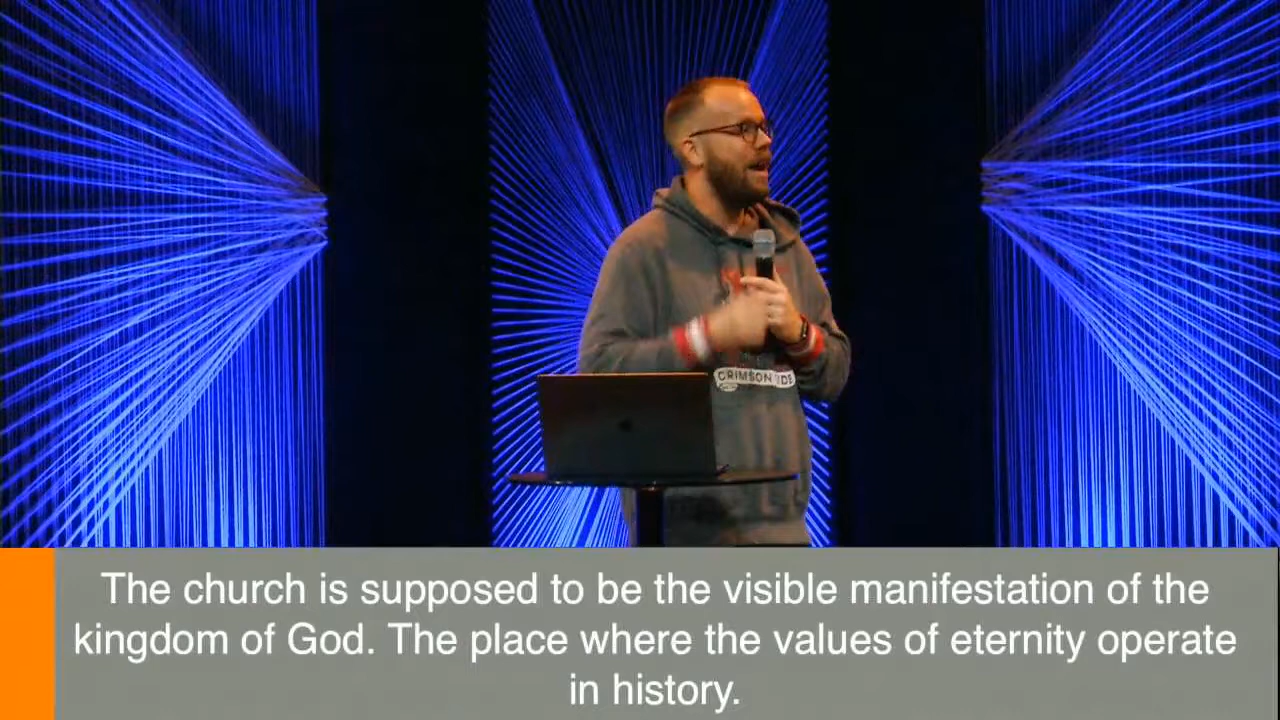 CRIMSON TIDE
The church is supposed to be the visible manifestation of the
kingdom of God. The place where the values of eternity operate
in history.